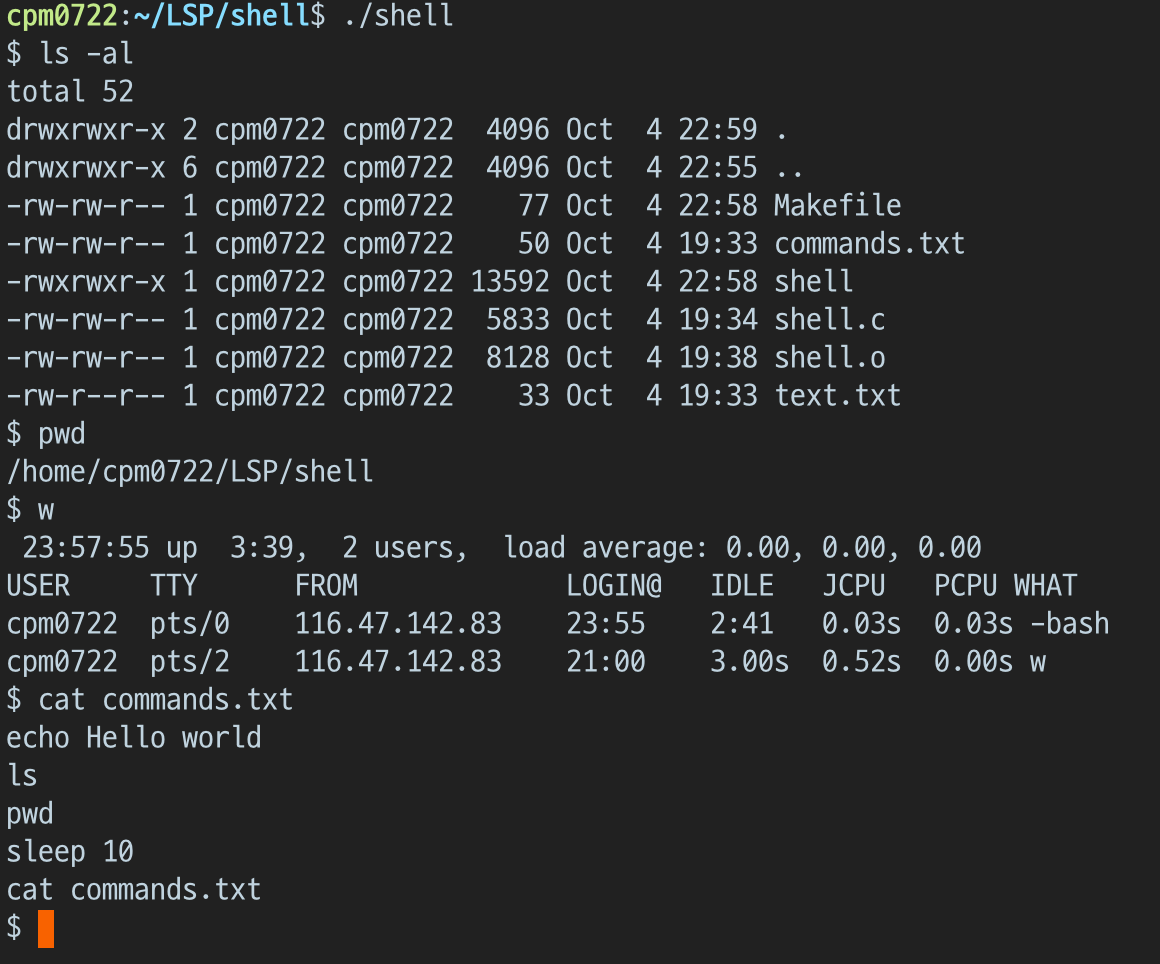 cpm0722:~/LSP/shell$ ./shell
$ ls -al
total 52
drwxrwxr-x 2 cpm0722 cpm0722  4096 Oct  4 22:59 .
drwxrwxr-x 6 cpm0722 cpm0722  4096 Oct  4 22:55 ..
-rw-rw-r-- 1 cpm0722 cpm0722    77 Oct  4 22:58 Makefile
-rw-rw-r-- 1 cpm0722 cpm0722    50 Oct  4 19:33 commands.txt
-rwxrwxr-x 1 cpm0722 cpm0722 13592 Oct  4 22:58 shell
-rw-rw-r-- 1 cpm0722 cpm0722  5833 Oct  4 19:34 shell.c
-rw-rw-r-- 1 cpm0722 cpm0722  8128 Oct  4 19:38 shell.o
-rw-r--r-- 1 cpm0722 cpm0722    33 Oct  4 19:33 text.txt
$ pwd
/home/cpm0722/LSP/shell
$ w
 23:57:55 up  3:39,  2 users,  load average: 0.00, 0.00, 0.00
USER     TTY      FROM             LOGIN@   IDLE   JCPU   PCPU WHAT
cpm0722  pts/0    116.47.142.83    23:55    2:41   0.03s  0.03s -bash
cpm0722  pts/2    116.47.142.83    21:00    3.00s  0.52s  0.00s w
$ cat commands.txt
echo Hello world
ls
pwd
sleep 10
cat commands.txt
$